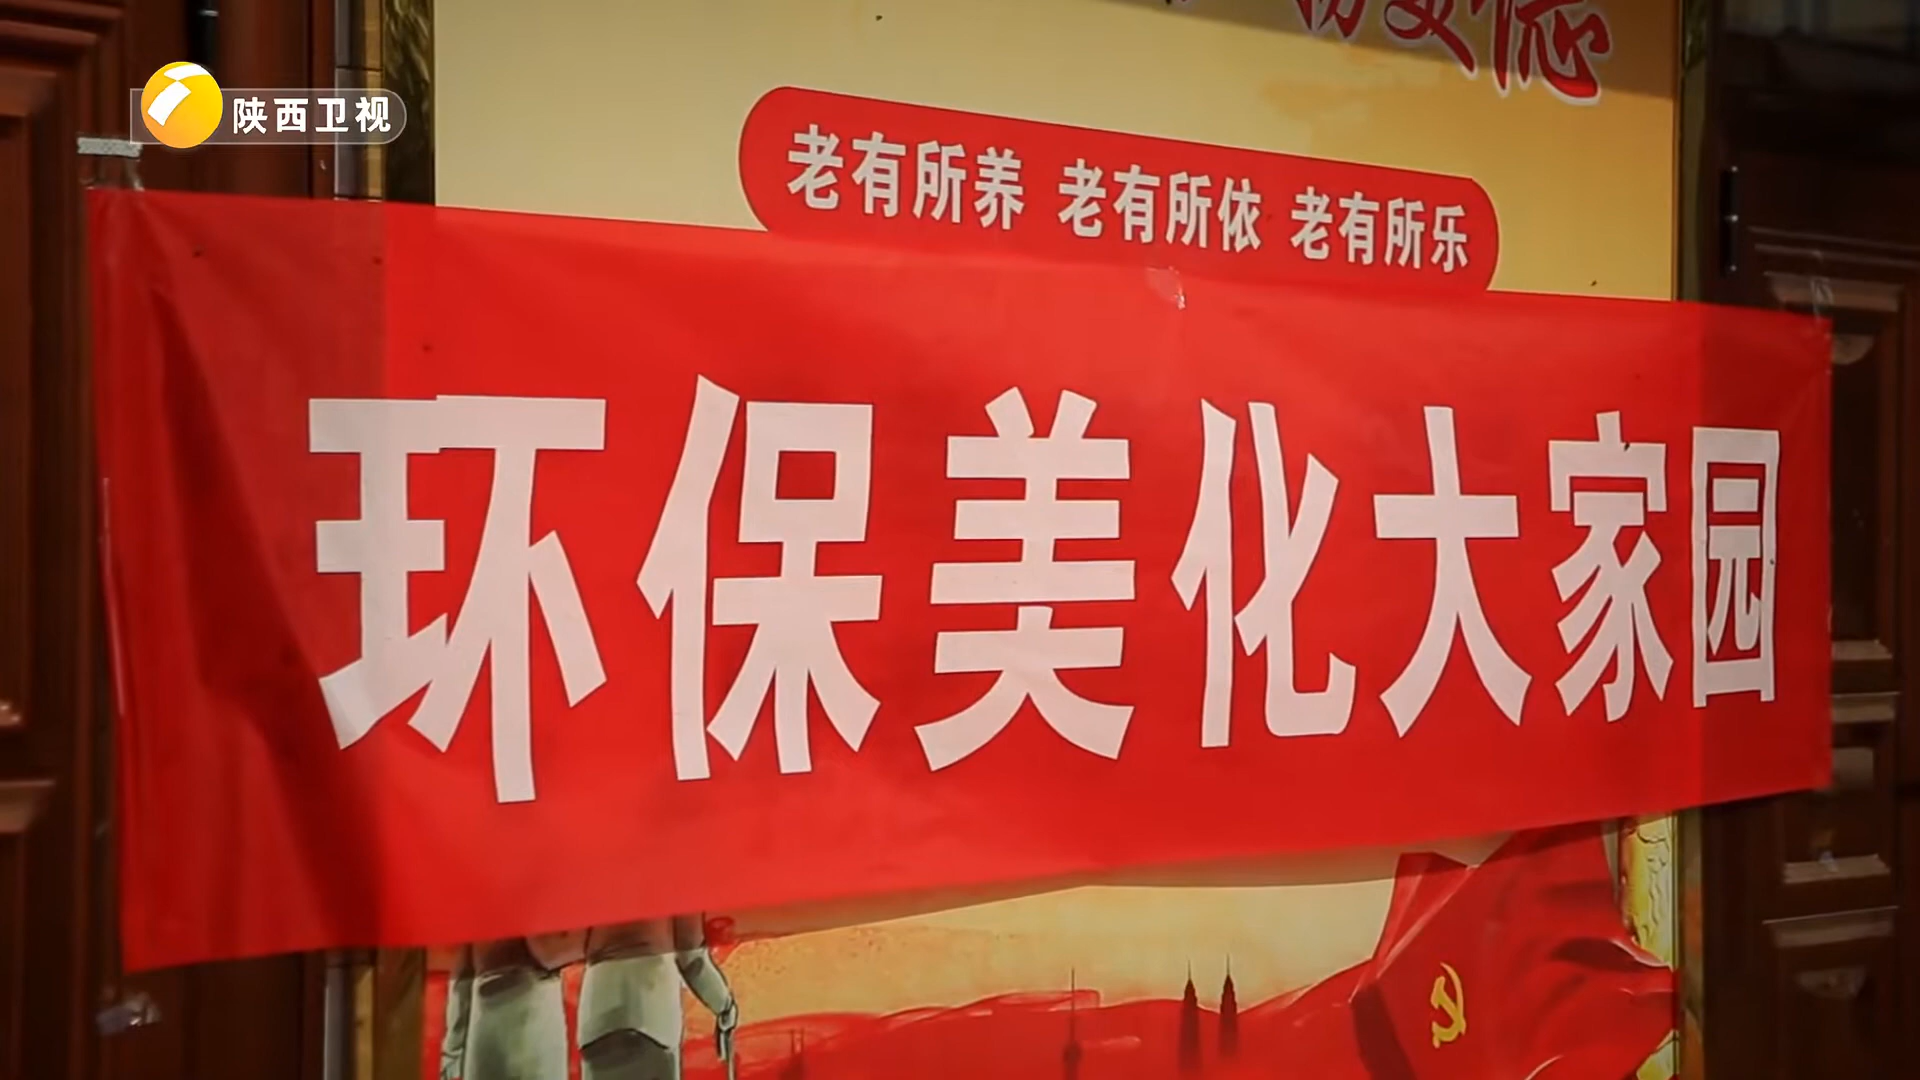 陕西卫视
老有所养 老有所依 老有所乐
环保美化大家园